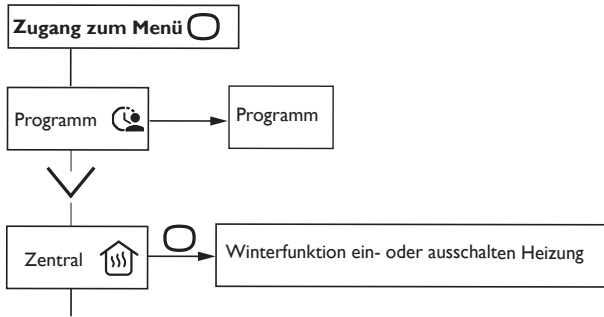 Zugang zum Menü
Programm
Programm
Zentral
Winterfunktion ein- oder ausschalten Heizung